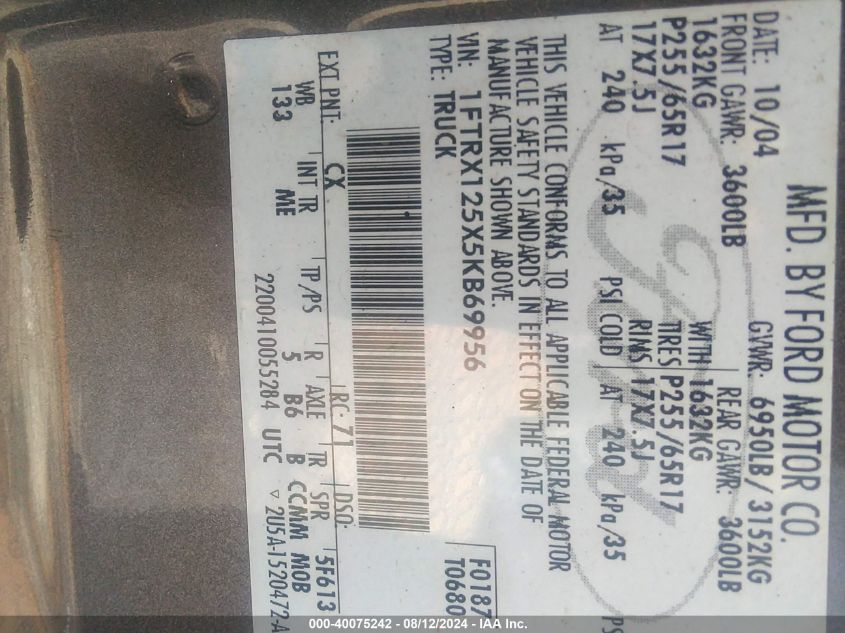 MFD. BY FORD MOTOR CO.
DATE: 10/04 GVWR: 6950LB / 3152KG
FRONT GAWR: 3600LB REAR GAWR: 3600LB
1632KG WITH 1632KG
P255/65R17 TIRES P255/65R17
17X7.5J RIMS 17X7.5J
AT 240 kPa/35 PSI COLD AT 240 kPa/35 PS
THIS VEHICLE CONFORMS TO ALL APPLICABLE FEDERAL MOTOR
VEHICLE SAFETY STANDARDS IN EFFECT ON THE DATE OF
MANUFACTURE SHOWN ABOVE.
VIN: 1FTRX125X5KB69956 F0187
TYPE: TRUCK T0680
EXT PNT: CX RC: 71 DSO:
WB INT TR TP/PS R AXLE TR SPR 5F613
133 ME 5 B6 B CCMM MOB
2200410055284 UTC ▽ 2U5A-1520472-A
Ford
000-40075242 - 08/12/2024 - IAA Inc.